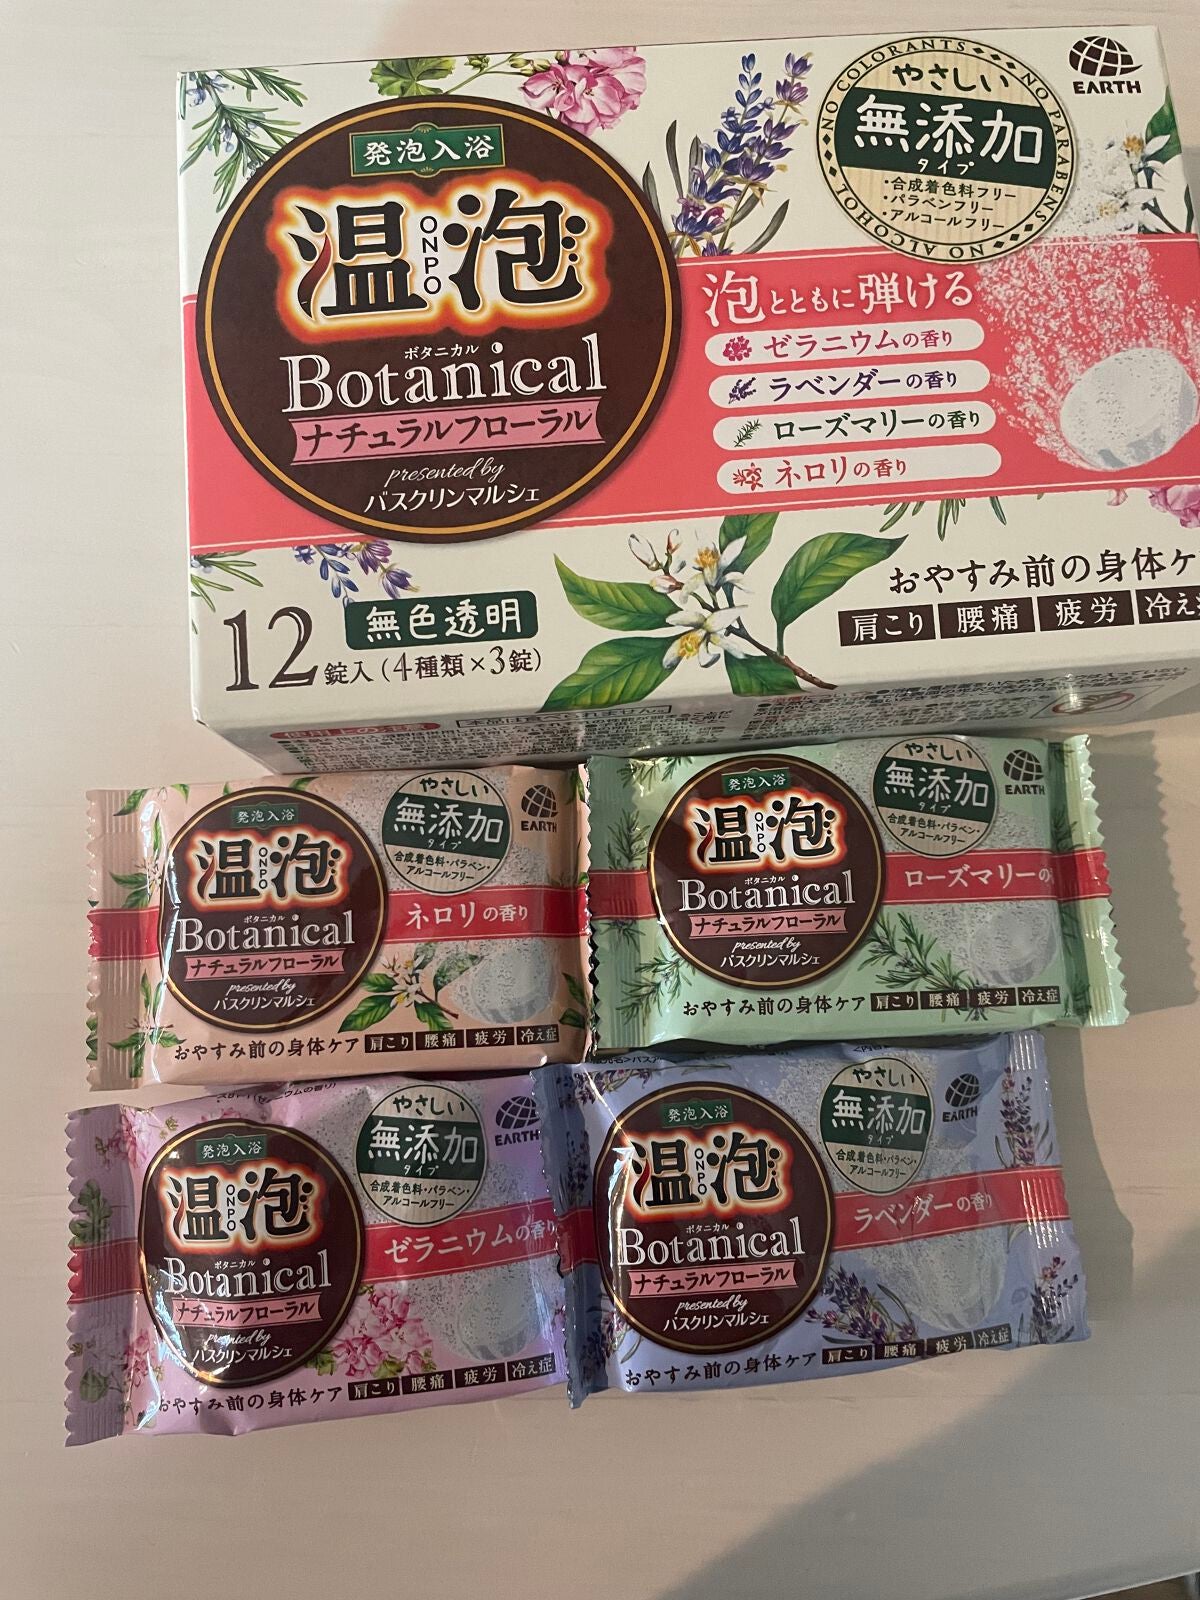 発泡入浴
温泡
ONPO
ボタニカル
Botanical
ナチュラルフローラル
presented by
バスクリンマルシェ
NO COLORANTS
NO PARABENS
NO ALCOHOL
やさしい
無添加
タイプ
・合成着色料フリー
・パラベンフリー
・アルコールフリー
EARTH
泡とともに弾ける
ゼラニウムの香り
ラベンダーの香り
ローズマリーの香り
ネロリの香り
12錠入(4種類×3錠)
無色透明
おやすみ前の身体ケ
肩こり 腰痛 疲労 冷え
使用上の注意
本品は食べられません
発泡入浴
温泡
ONPO
ボタニカル
Botanical
ナチュラルフローラル
presented by
バスクリンマルシェ
やさしい
無添加
タイプ
合成着色料・パラベン・
アルコールフリー
EARTH
ネロリの香り
おやすみ前の身体ケア 肩こり 腰痛 疲労 冷え症
発泡入浴
温泡
ONPO
ボタニカル
Botanical
ナチュラルフローラル
presented by
バスクリンマルシェ
やさしい
無添加
タイプ
合成着色料・パラベン・
アルコールフリー
EARTH
ローズマリーの
おやすみ前の身体ケア 肩こり 腰痛 疲労 冷え症
発泡入浴
温泡
ONPO
ボタニカル
Botanical
ナチュラルフローラル
presented by
バスクリンマルシェ
やさしい
無添加
タイプ
合成着色料・パラベン・
アルコールフリー
EARTH
ゼラニウムの香り
おやすみ前の身体ケア 肩こり 腰痛 疲労 冷え症
発泡入浴
温泡
ONPO
ボタニカル
Botanical
ナチュラルフローラル
presented by
バスクリンマルシェ
やさしい
無添加
タイプ
合成着色料・パラベン・
アルコールフリー
EARTH
ラベンダーの香り
おやすみ前の身体ケア 肩こり 腰痛 疲労 冷え症